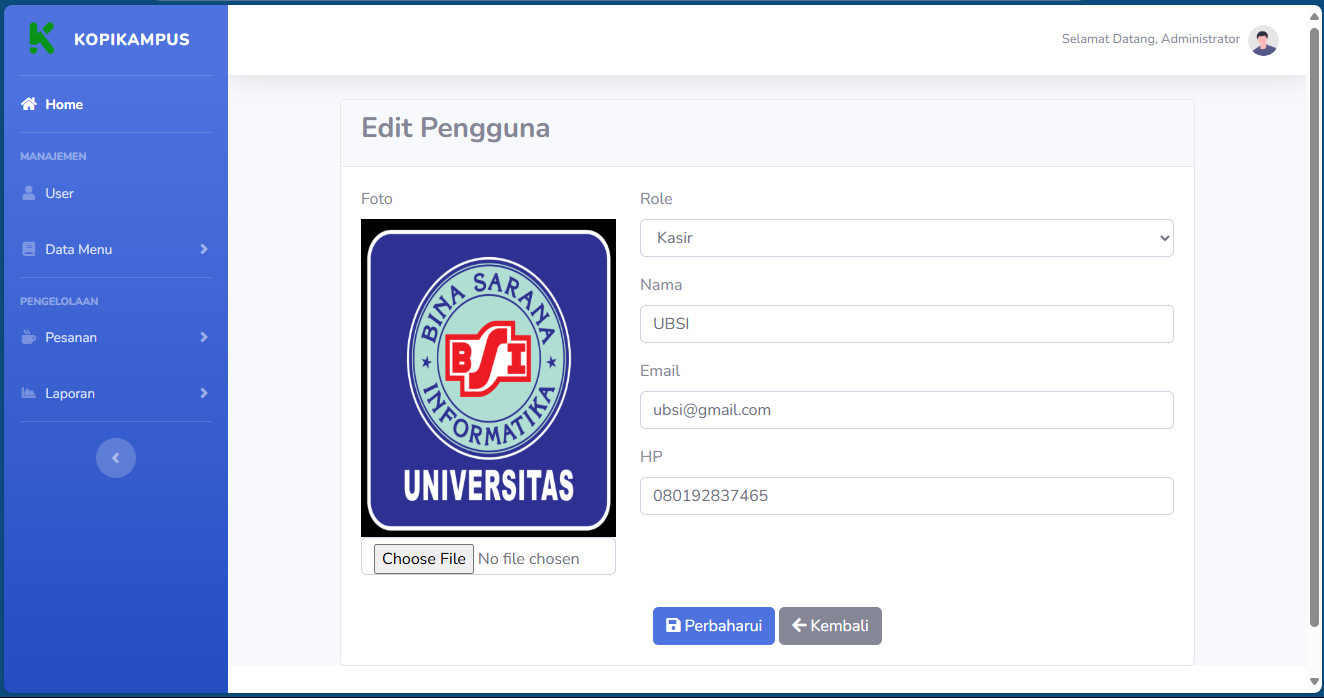 KOPIKAMPUS
Selamat Datang, Administrator
Home
MANAJEMEN
User
Data Menu
PENGELOLAAN
Pesanan
Laporan
Edit Pengguna
Foto
BINA SARANA
BSI
INFORMATIKA
UNIVERSITAS
Choose File No file chosen
Role
Kasir
Nama
UBSI
Email
ubsi@gmail.com
HP
080192837465
Perbaharui
Kembali